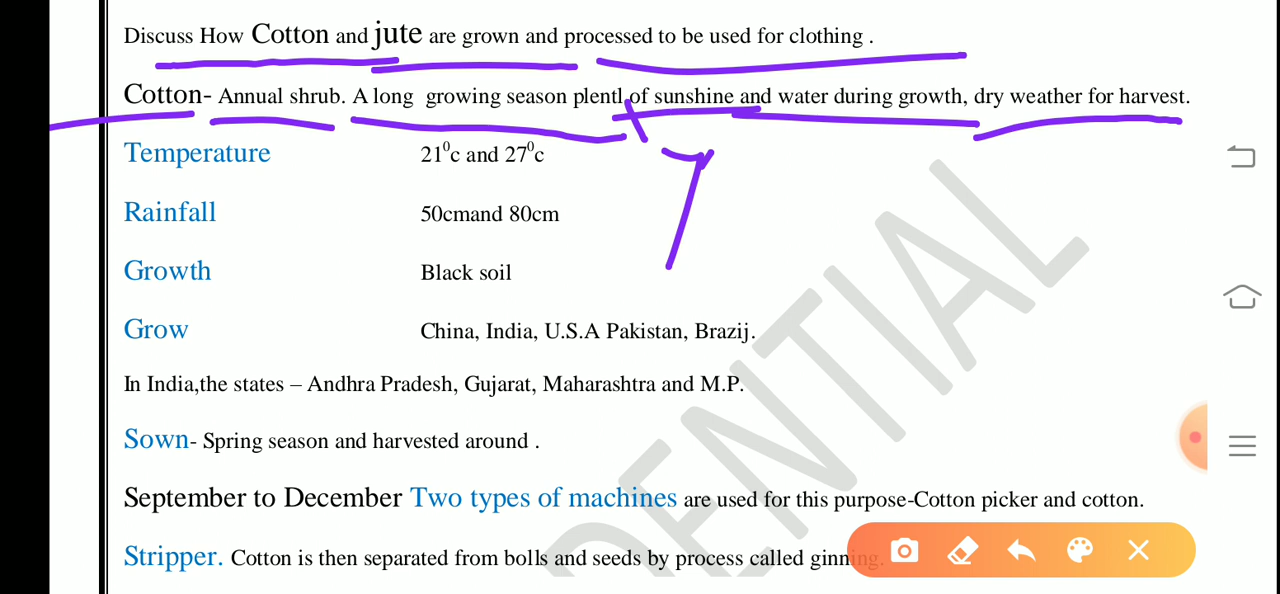 Discuss How Cotton and jute are grown and processed to be used for clothing .
Cotton- Annual shrub. A long growing season plentl of sunshine and water during growth, dry weather for harvest.
Temperature 21⁰c and 27⁰c
Rainfall 50cmand 80cm
Growth Black soil
Grow China, India, U.S.A Pakistan, Brazij.
In India,the states – Andhra Pradesh, Gujarat, Maharashtra and M.P.
Sown- Spring season and harvested around .
September to December Two types of machines are used for this purpose-Cotton picker and cotton.
Stripper. Cotton is then separated from bolls and seeds by process called ginning.
DENTIAL